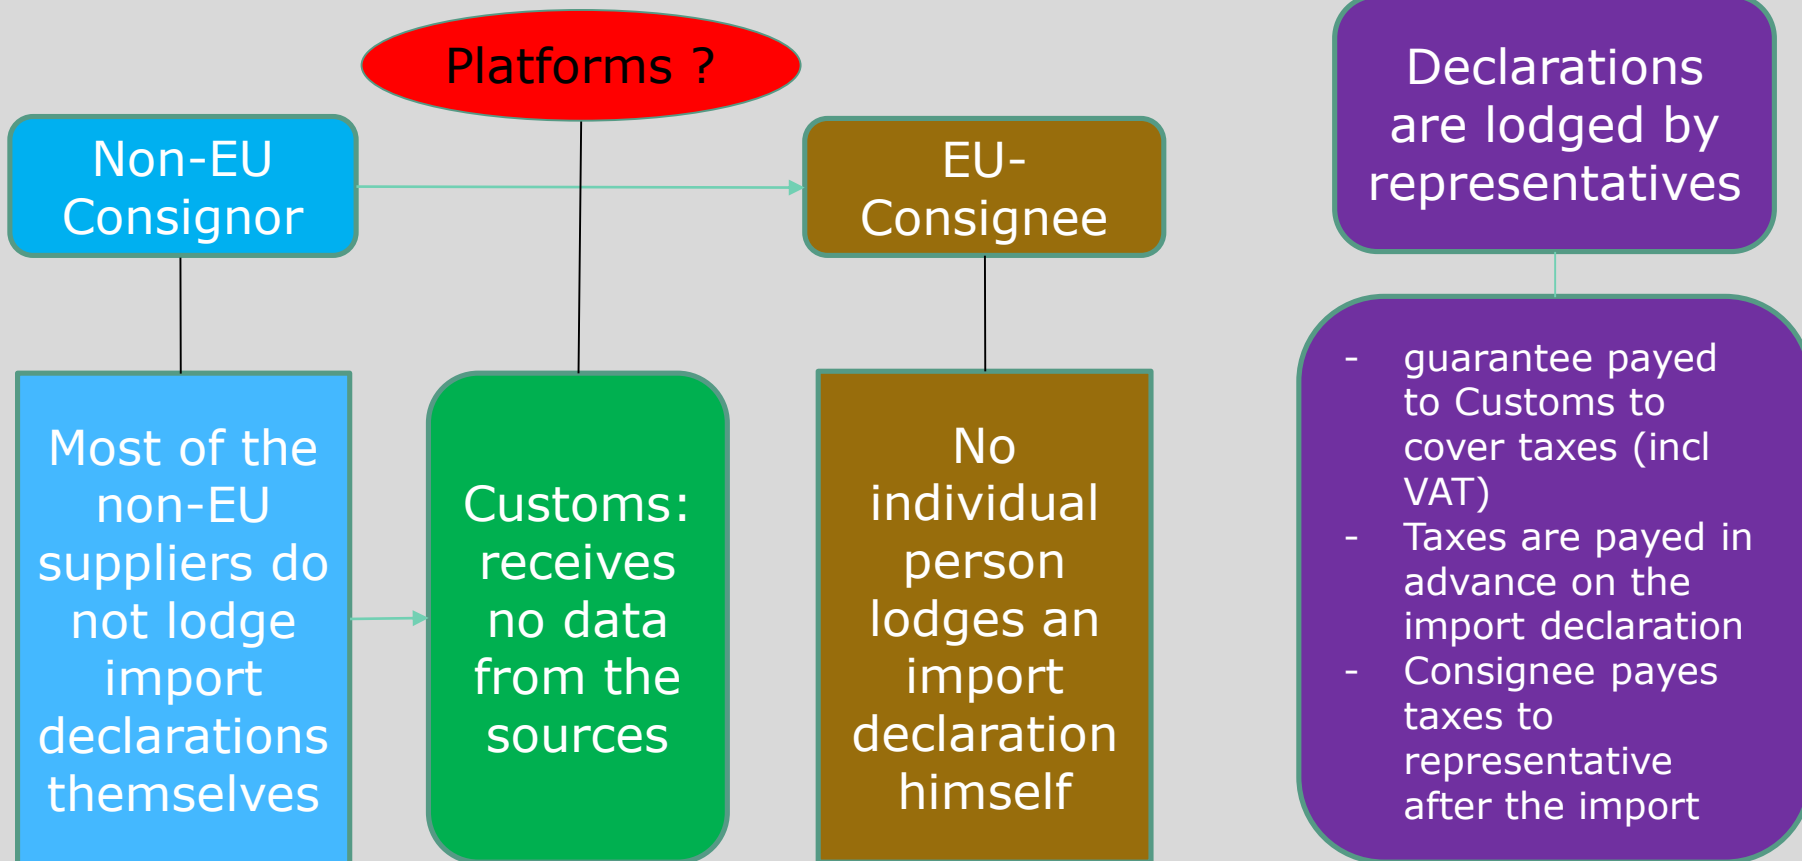 Platforms ?
Non-EU
Consignor
EU-
Consignee
Declarations
are lodged by
representatives
Most of the
non-EU
suppliers do
not lodge
import
declarations
themselves
Customs:
receives
no data
from the
sources
No
individual
person
lodges an
import
declaration
himself
- guarantee payed
to Customs to
cover taxes (incl
VAT)
- Taxes are payed in
advance on the
import declaration
- Consignee payes
taxes to
representative
after the import